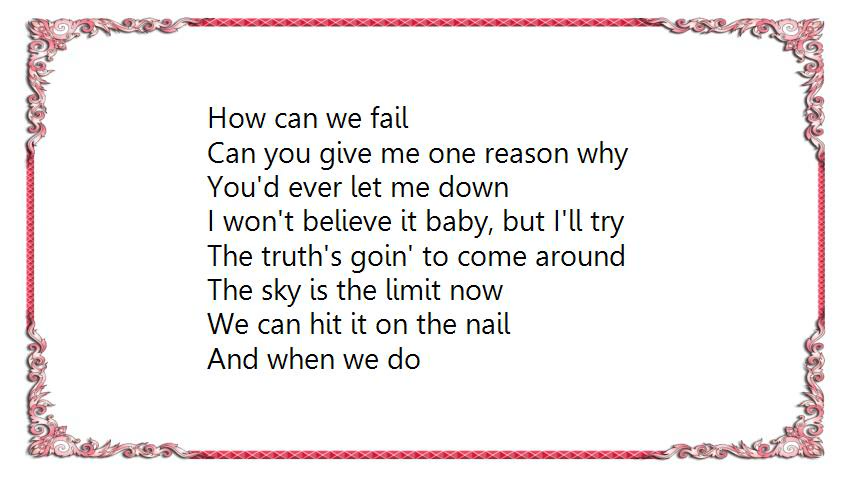 How can we fail
Can you give me one reason why
You'd ever let me down
I won't believe it baby, but I'll try
The truth's goin' to come around
The sky is the limit now
We can hit it on the nail
And when we do